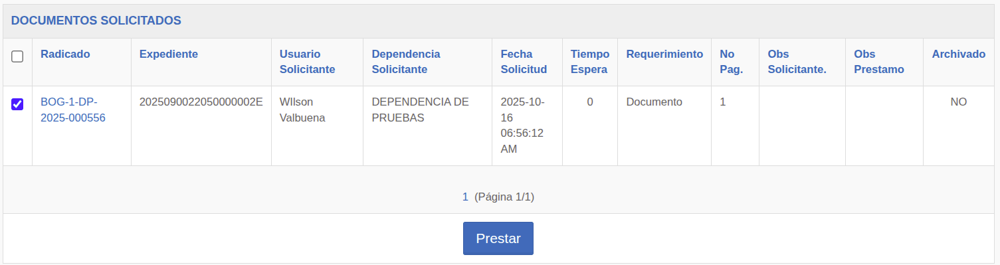 DOCUMENTOS SOLICITADOS
Radicado
Expediente
Usuario
Solicitante
Dependencia
Solicitante
Fecha
Solicitud
Tiempo
Espera
Requerimiento
No
Pag.
Obs
Solicitante.
Obs
Prestamo
Archivado
BOG-1-DP-
2025-000556
2025090022050000002E
WIlson
Valbuena
DEPENDENCIA DE
PRUEBAS
2025-10-
16
06:56:12
AM
0
Documento
1
NO
1 (Página 1/1)
Prestar